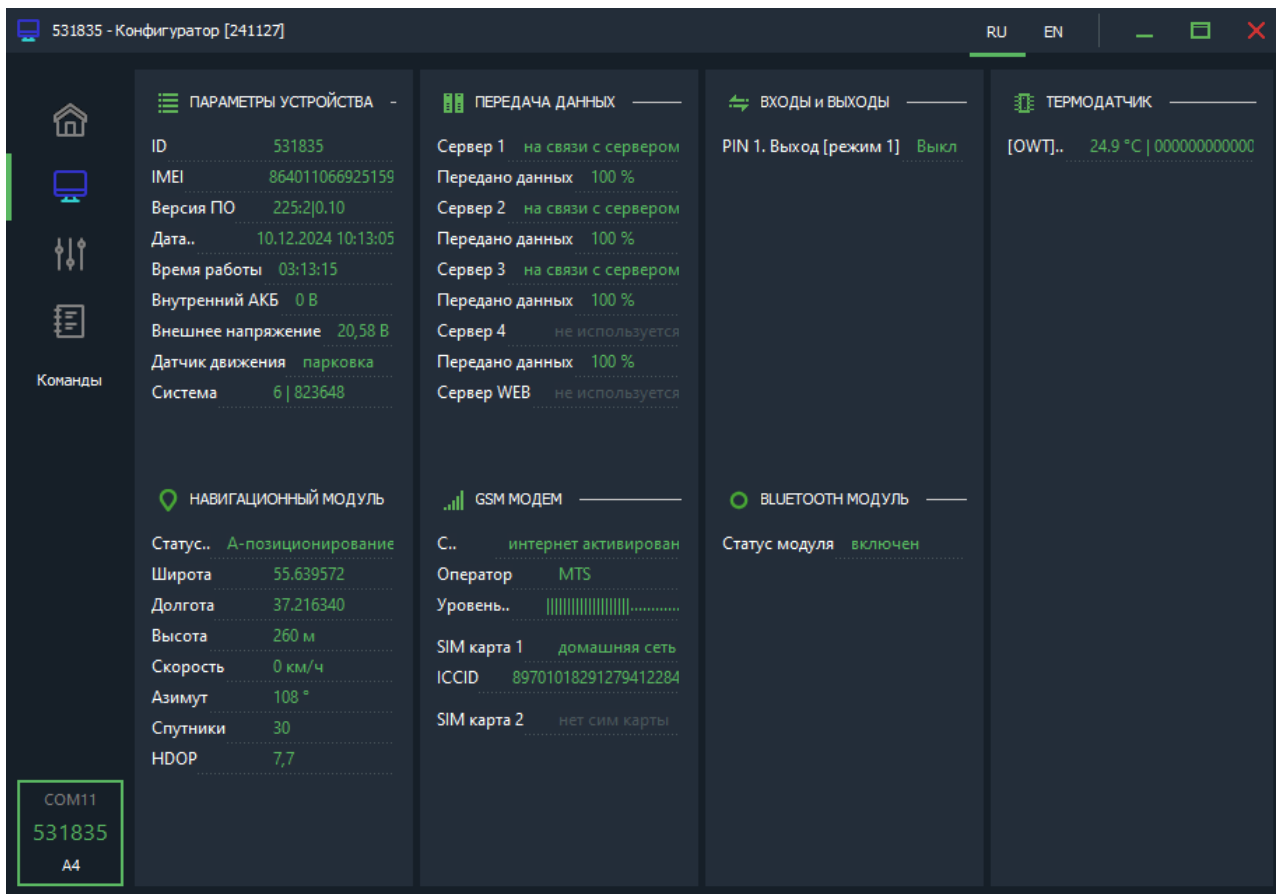 531835 - Конфигуратор [241127]
RU EN
ПАРАМЕТРЫ УСТРОЙСТВА
ID 531835
IMEI 864011066925159
Версия ПО 225:2|0.10
Дата.. 10.12.2024 10:13:05
Время работы 03:13:15
Внутренний АКБ 0 В
Внешнее напряжение 20,58 В
Датчик движения парковка
Система 6 | 823648
ПЕРЕДАЧА ДАННЫХ
Сервер 1 на связи с сервером
Передано данных 100 %
Сервер 2 на связи с сервером
Передано данных 100 %
Сервер 3 на связи с сервером
Передано данных 100 %
Сервер 4 не используется
Передано данных 100 %
Сервер WEB не используется
ВХОДЫ и ВЫХОДЫ
PIN 1. Выход [режим 1] Выкл
ТЕРМОДАТЧИК
[OWT].. 24.9 °C | 000000000000
Команды
НАВИГАЦИОННЫЙ МОДУЛЬ
Статус.. А-позиционирование
Широта 55.639572
Долгота 37.216340
Высота 260 м
Скорость 0 км/ч
Азимут 108 °
Спутники 30
HDOP 7,7
GSM МОДЕМ
С.. интернет активирован
Оператор MTS
Уровень..
SIM карта 1 домашняя сеть
ICCID 89701018291279412284
SIM карта 2 нет сим карты
BLUETOOTH МОДУЛЬ
Статус модуля включен
COM11
531835
A4